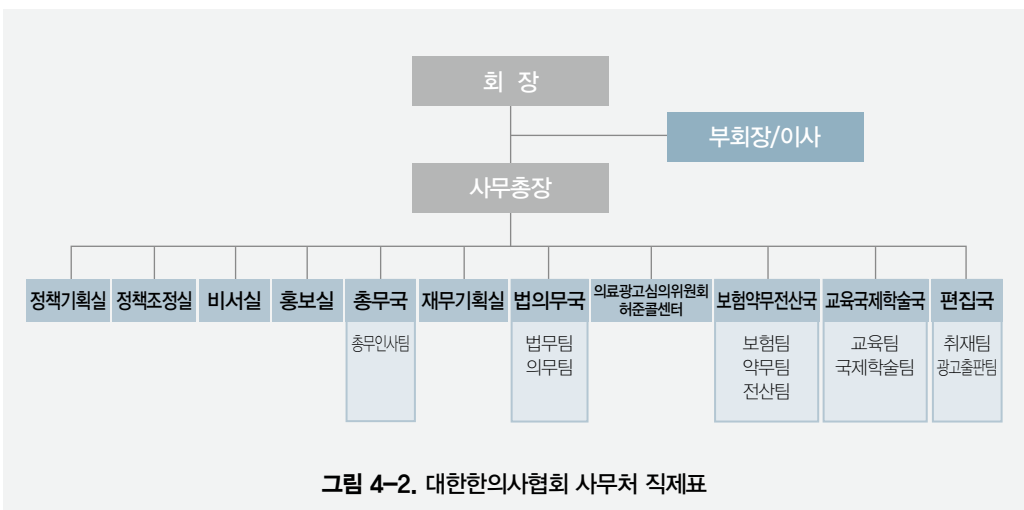 회 장
부회장/이사
사무총장
정책기획실
정책조정실
비서실
홍보실
총무국
총무인사팀
재무기획실
법의무국
법무팀
의무팀
의료광고심의위원회
허준콜센터
보험약무전산국
보험팀
약무팀
전산팀
교육국제학술국
교육팀
국제학술팀
편집국
취재팀
광고출판팀
그림 4-2. 대한한의사협회 사무처 직제표